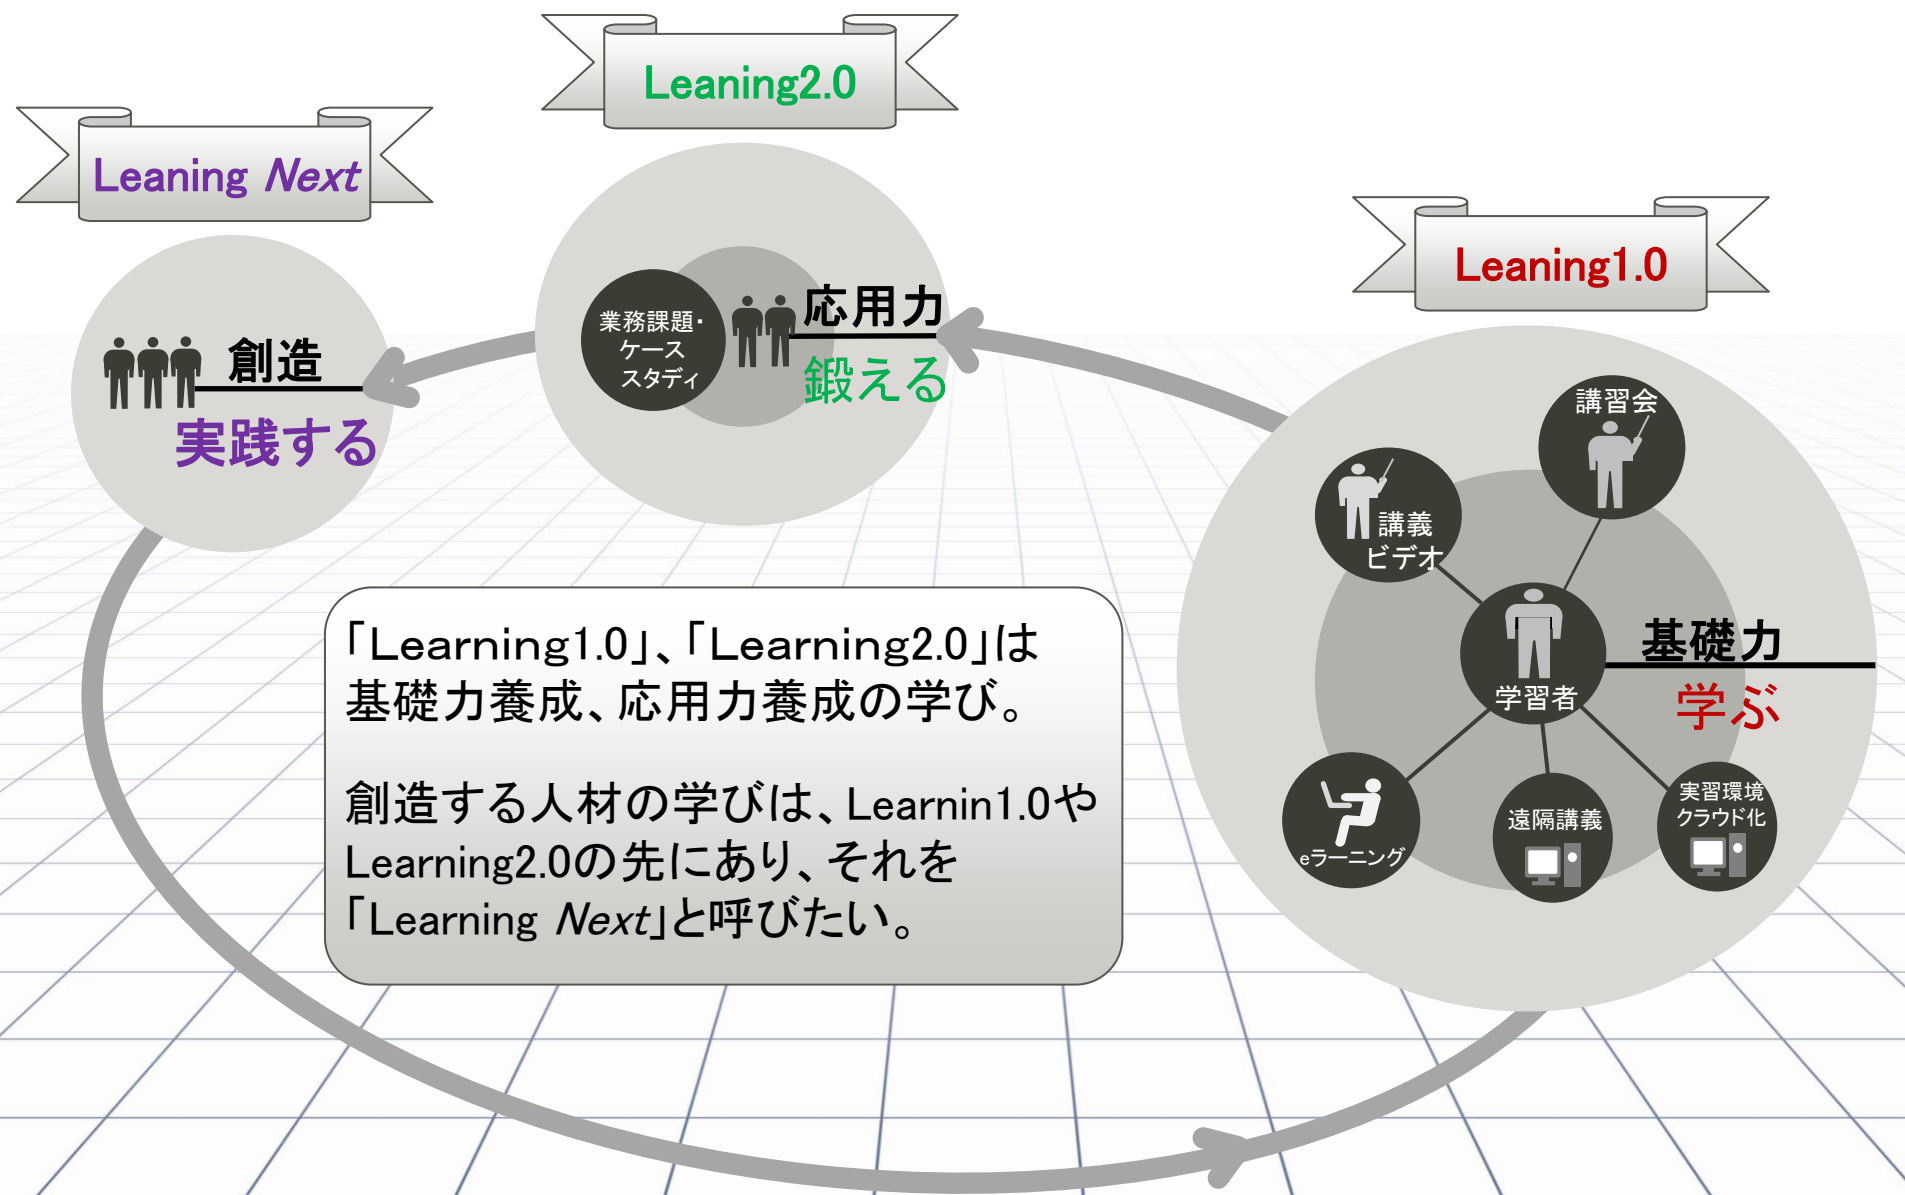 Leaning2.0
Leaning Next
Leaning1.0
業務課題・
ケース
スタディ
応用力
鍛える
創造
実践する
講習会
講義
ビデオ
学習者
基礎力
学ぶ
eラーニング
遠隔講義
実習環境
クラウド化
「Learning1.0」、「Learning2.0」は
基礎力養成、応用力養成の学び。
創造する人材の学びは、Learnin1.0や
Learning2.0の先にあり、それを
「Learning Next」と呼びたい。